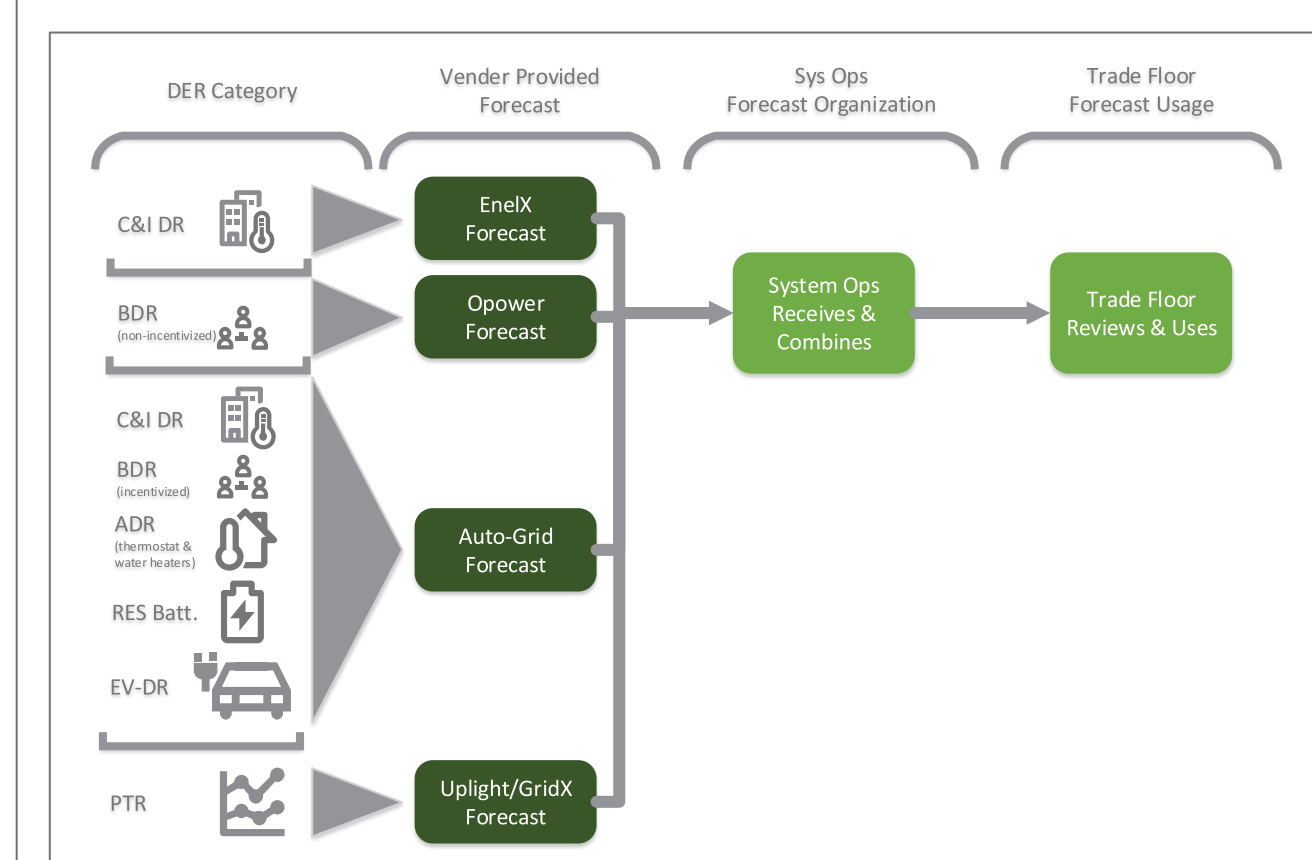 DER Category
Vender Provided
Forecast
Sys Ops
Forecast Organization
Trade Floor
Forecast Usage
C&I DR
EnelX
Forecast
BDR
(non-incentivized)
Opower
Forecast
System Ops
Receives &
Combines
Trade Floor
Reviews & Uses
C&I DR
BDR
(incentivized)
ADR
(thermostat &
water heaters)
RES Batt.
EV-DR
Auto-Grid
Forecast
PTR
Uplight/GridX
Forecast